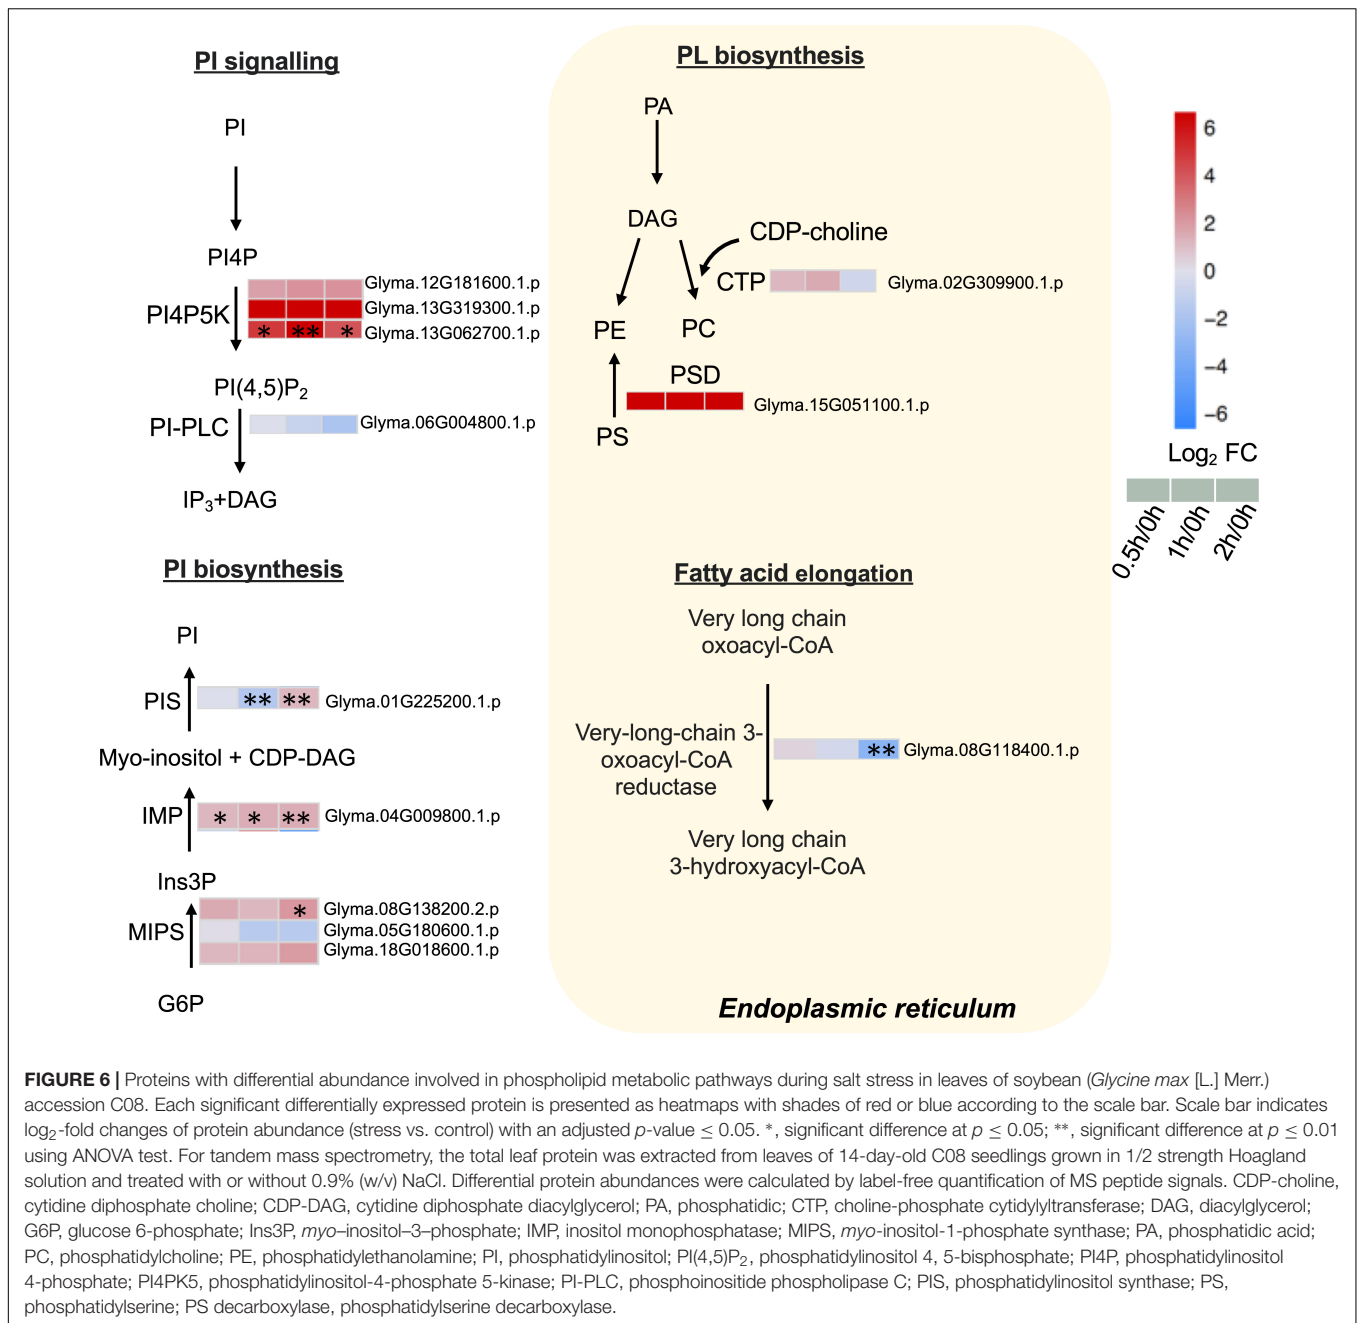 PI signalling
PI
PI4P
PI4P5K
Glyma.12G181600.1.p
Glyma.13G319300.1.p
* ** * Glyma.13G062700.1.p
PI(4,5)P2
PI-PLC
Glyma.06G004800.1.p
IP3+DAG
PI biosynthesis
PI
PIS
** ** Glyma.01G225200.1.p
Myo-inositol + CDP-DAG
IMP
* * ** Glyma.04G009800.1.p
Ins3P
MIPS
* Glyma.08G138200.2.p
Glyma.05G180600.1.p
Glyma.18G018600.1.p
G6P
PL biosynthesis
PA
DAG
CDP-choline
CTP
Glyma.02G309900.1.p
PE
PC
PSD
Glyma.15G051100.1.p
PS
Fatty acid elongation
Very long chain
oxoacyl-CoA
Very-long-chain 3-
oxoacyl-CoA
reductase
** Glyma.08G118400.1.p
Very long chain
3-hydroxyacyl-CoA
Endoplasmic reticulum
6
4
2
0
−2
−4
−6
Log2 FC
0.5h/0h
1h/0h
2h/0h
FIGURE 6 | Proteins with differential abundance involved in phospholipid metabolic pathways during salt stress in leaves of soybean (Glycine max [L.] Merr.)
accession C08. Each significant differentially expressed protein is presented as heatmaps with shades of red or blue according to the scale bar. Scale bar indicates
log2-fold changes of protein abundance (stress vs. control) with an adjusted p-value ≤ 0.05. *, significant difference at p ≤ 0.05; **, significant difference at p ≤ 0.01
using ANOVA test. For tandem mass spectrometry, the total leaf protein was extracted from leaves of 14-day-old C08 seedlings grown in 1/2 strength Hoagland
solution and treated with or without 0.9% (w/v) NaCl. Differential protein abundances were calculated by label-free quantification of MS peptide signals. CDP-choline,
cytidine diphosphate choline; CDP-DAG, cytidine diphosphate diacylglycerol; PA, phosphatidic; CTP, choline-phosphate cytidylyltransferase; DAG, diacylglycerol;
G6P, glucose 6-phosphate; Ins3P, myo–inositol–3–phosphate; IMP, inositol monophosphatase; MIPS, myo-inositol-1-phosphate synthase; PA, phosphatidic acid;
PC, phosphatidylcholine; PE, phosphatidylethanolamine; PI, phosphatidylinositol; PI(4,5)P2, phosphatidylinositol 4, 5-bisphosphate; PI4P, phosphatidylinositol
4-phosphate; PI4PK5, phosphatidylinositol-4-phosphate 5-kinase; PI-PLC, phosphoinositide phospholipase C; PIS, phosphatidylinositol synthase; PS,
phosphatidylserine; PS decarboxylase, phosphatidylserine decarboxylase.